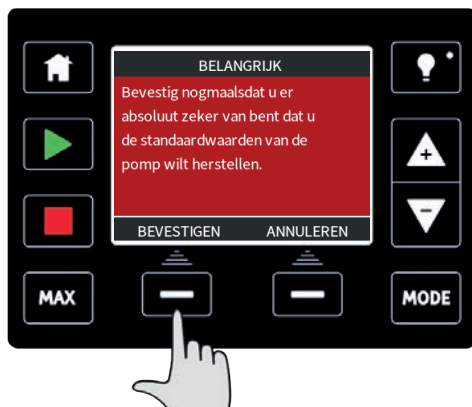 BELANGRIJK
Bevestig nogmaalsdat u er
absoluut zeker van bent dat u
de standaardwaarden van de
pomp wilt herstellen.
BEVESTIGEN ANNULEREN
MAX
MODE